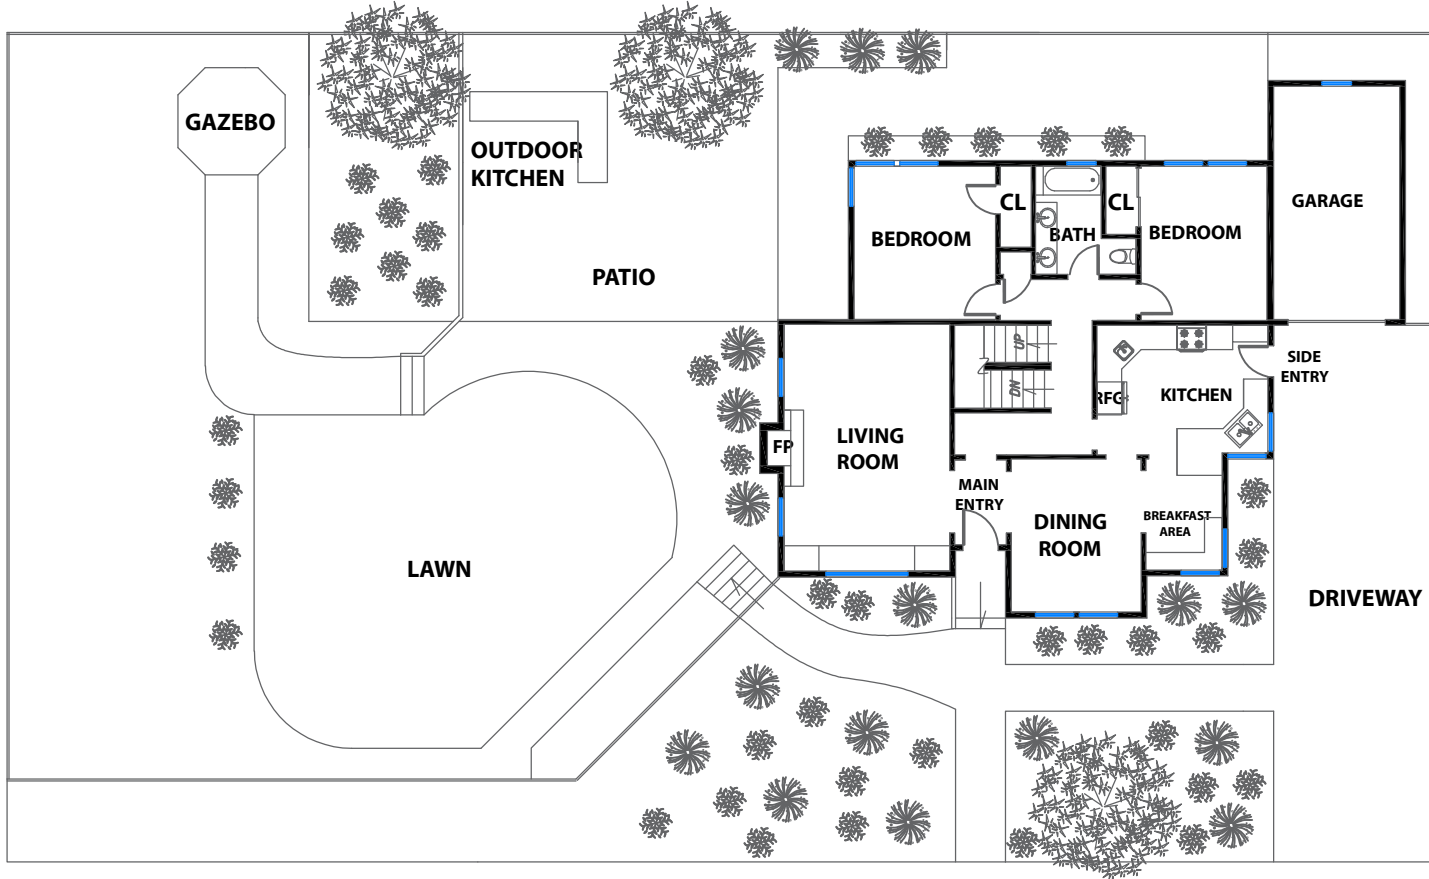 GAZEBO
OUTDOOR
KITCHEN
PATIO
BEDROOM
CL
BATH
CL
BEDROOM
GARAGE
UP
DN
RFG
KITCHEN
SIDE
ENTRY
FP
LIVING
ROOM
MAIN
ENTRY
DINING
ROOM
BREAKFAST
AREA
LAWN
DRIVEWAY